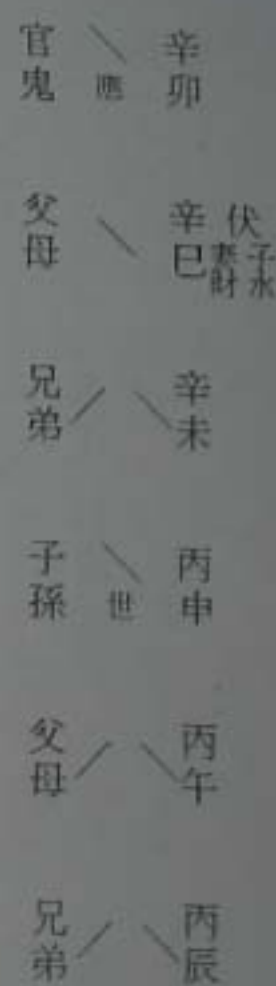 官鬼 應 辛卯
父母 辛巳 伏 妻財 子水
兄弟 辛未
子孫 世 丙申
父母 丙午
兄弟 丙辰